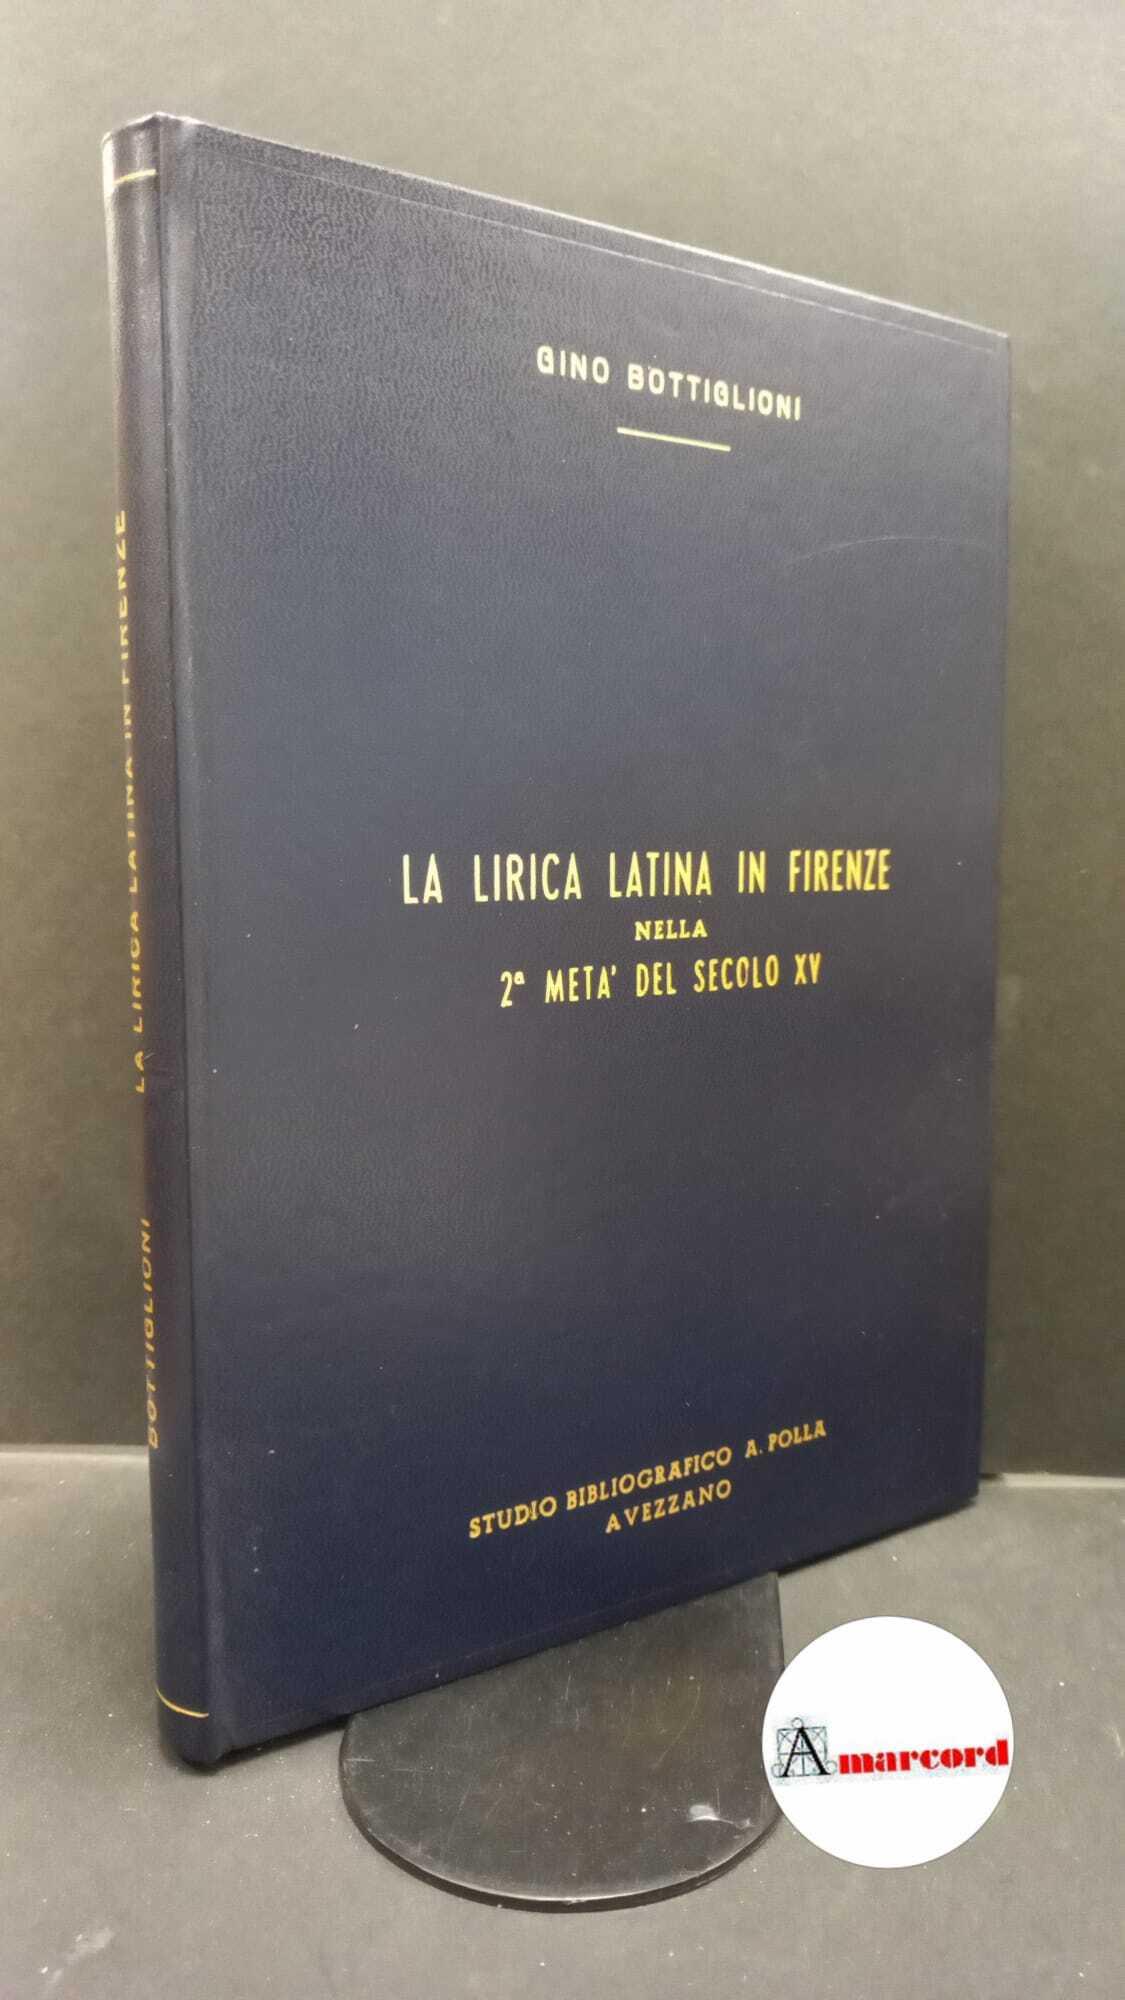 GINO BOTTIGLIONI
LA LIRICA LATINA IN FIRENZE
NELLA
2ª META' DEL SECOLO XV
STUDIO BIBLIOGRAFICO A. POLLA
AVEZZANO
BOTTIGLIONI LA LIRICA LATINA IN FIRENZE
Amarcord